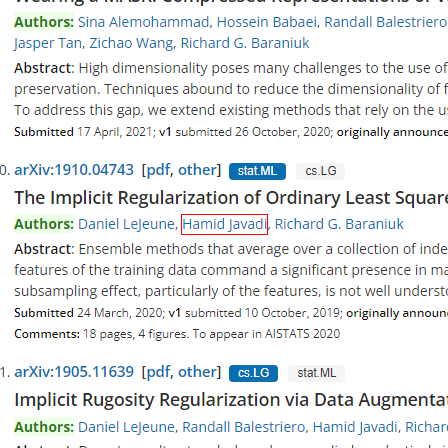 Authors: Sina Alemohammad, Hossein Babaei, Randall Balestriero
Jasper Tan, Zichao Wang, Richard G. Baraniuk
Abstract: High dimensionality poses many challenges to the use of
preservation. Techniques abound to reduce the dimensionality of f
To address this gap, we extend existing methods that rely on the u
Submitted 17 April, 2021; v1 submitted 26 October, 2020; originally announce
0. arXiv:1910.04743 [pdf, other] stat.ML cs.LG
The Implicit Regularization of Ordinary Least Square
Authors: Daniel LeJeune, Hamid Javadi, Richard G. Baraniuk
Abstract: Ensemble methods that average over a collection of inde
features of the training data command a significant presence in ma
subsampling effect, particularly of the features, is not well underst
Submitted 24 March, 2020; v1 submitted 10 October, 2019; originally announ
Comments: 18 pages, 4 figures. To appear in AISTATS 2020
1. arXiv:1905.11639 [pdf, other] cs.LG stat.ML
Implicit Rugosity Regularization via Data Augmenta
Authors: Daniel LeJeune, Randall Balestriero, Hamid Javadi, Richar